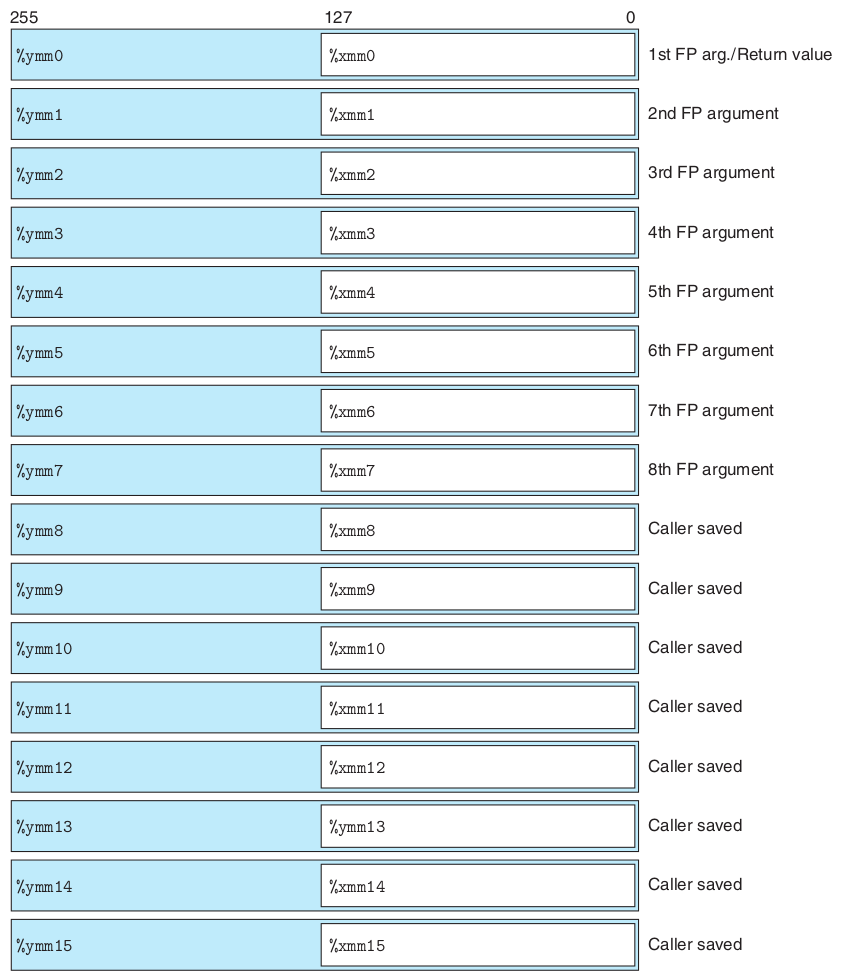 255 127 0
%ymm0 %xmm0 1st FP arg./Return value
%ymm1 %xmm1 2nd FP argument
%ymm2 %xmm2 3rd FP argument
%ymm3 %xmm3 4th FP argument
%ymm4 %xmm4 5th FP argument
%ymm5 %xmm5 6th FP argument
%ymm6 %xmm6 7th FP argument
%ymm7 %xmm7 8th FP argument
%ymm8 %xmm8 Caller saved
%ymm9 %xmm9 Caller saved
%ymm10 %xmm10 Caller saved
%ymm11 %xmm11 Caller saved
%ymm12 %xmm12 Caller saved
%ymm13 %ymm13 Caller saved
%ymm14 %xmm14 Caller saved
%ymm15 %xmm15 Caller saved